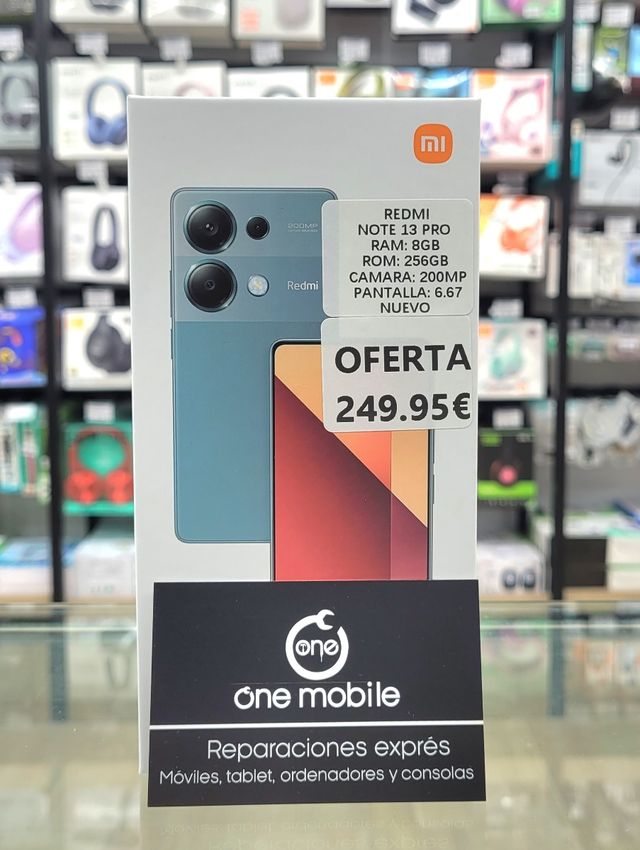 mi
200MP
Redmi
REDMI
NOTE 13 PRO
RAM: 8GB
ROM: 256GB
CAMARA: 200MP
PANTALLA: 6.67
NUEVO
OFERTA
249.95€
one
one mobile
Reparaciones exprés
Móviles, tablet, ordenadores y consolas